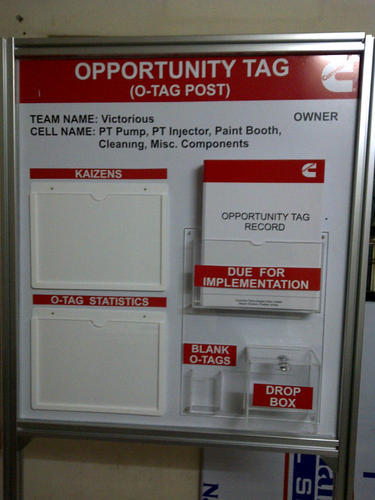 OPPORTUNITY TAG
(O-TAG POST)
TEAM NAME: Victorious
OWNER
CELL NAME: PT Pump, PT Injector, Paint Booth,
Cleaning, Misc. Components
KAIZENS
OPPORTUNITY TAG
RECORD
DUE FOR
IMPLEMENTATION
O-TAG STATISTICS
BLANK
O-TAGS
DROP
BOX